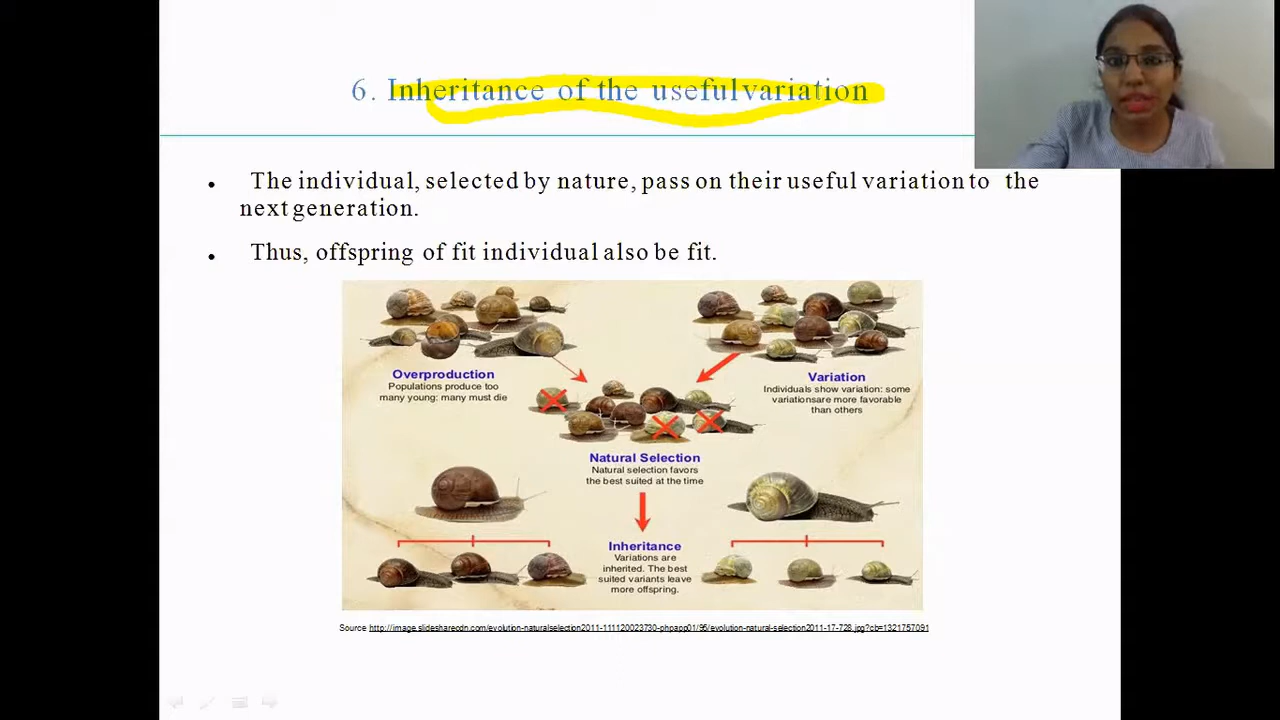 6. Inheritance of the useful variation
• The individual, selected by nature, pass on their useful variation to the
next generation.
• Thus, offspring of fit individual also be fit.
Overproduction
Populations produce too
many young: many must die
Variation
Individuals show variation: some
variationsare more favorable
than others
Natural Selection
Natural selection favors
the best suited at the time
Inheritance
Variations are
inherited. The best
suited variants leave
more offspring.
Source http://image.slidesharecdn.com/evolution-naturalselection2011-111120023730-phpapp01/95/evolution-natural-selection2011-17-728.jpg?cb=1321757091